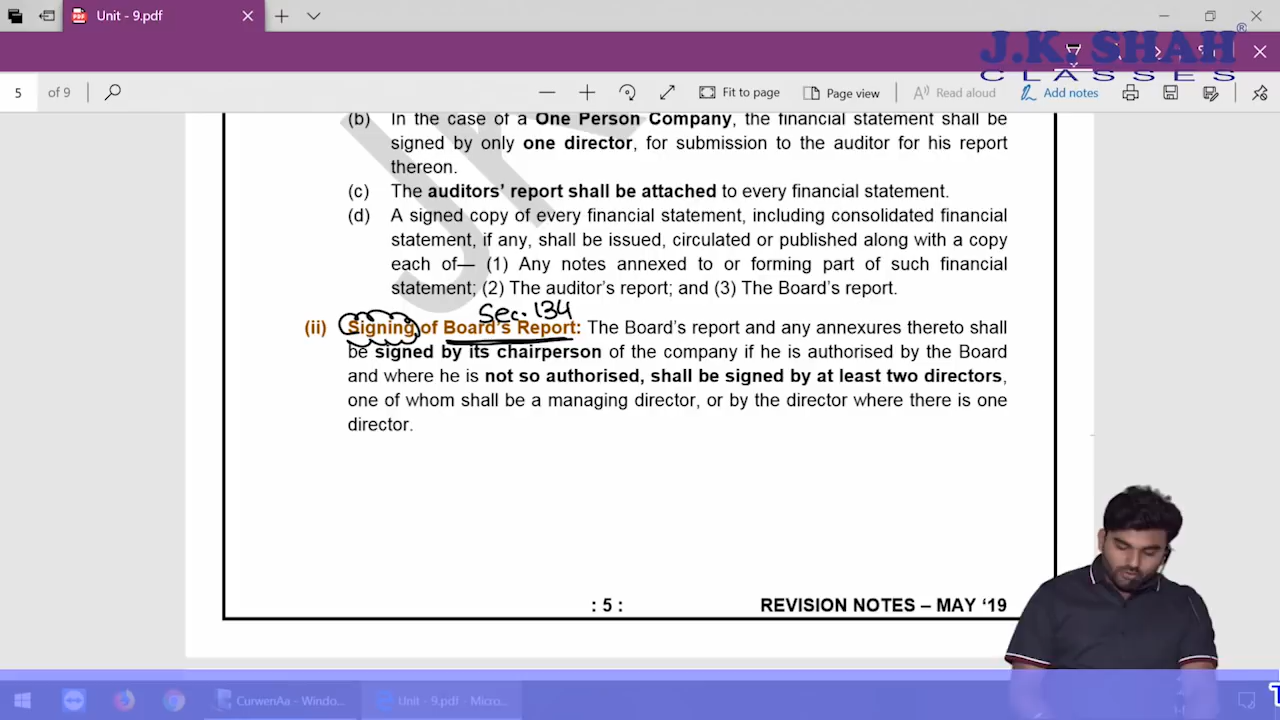 Unit - 9.pdf
J.K. SHAH ®
CLASSES
5 of 9
Fit to page
Page view
Read aloud
Add notes
(b) In the case of a One Person Company, the financial statement shall be
signed by only one director, for submission to the auditor for his report
thereon.
(c) The auditors' report shall be attached to every financial statement.
(d) A signed copy of every financial statement, including consolidated financial
statement, if any, shall be issued, circulated or published along with a copy
each of— (1) Any notes annexed to or forming part of such financial
statement; (2) The auditor's report; and (3) The Board's report.
Sec. 134
(ii) Signing of Board's Report: The Board's report and any annexures thereto shall
be signed by its chairperson of the company if he is authorised by the Board
and where he is not so authorised, shall be signed by at least two directors,
one of whom shall be a managing director, or by the director where there is one
director.
: 5 :
REVISION NOTES – MAY '19
CurwenAa - Windo...
Unit - 9.pdf - Micro...